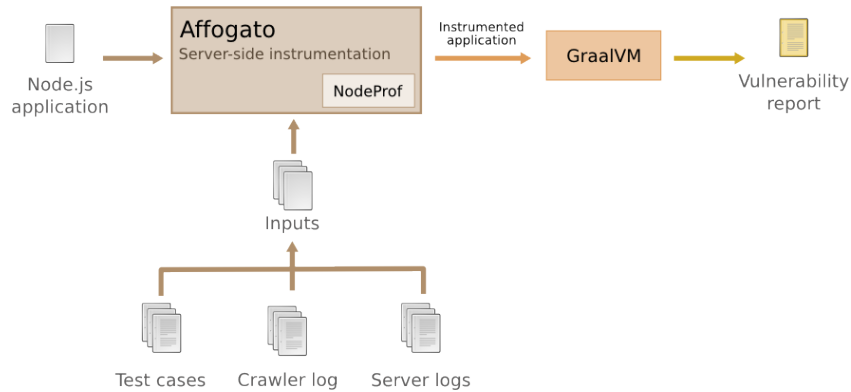 Affogato
Server-side instrumentation
NodeProf
Node.js
application
Instrumented
application
GraalVM
Vulnerability
report
Inputs
Test cases
Crawler log
Server logs